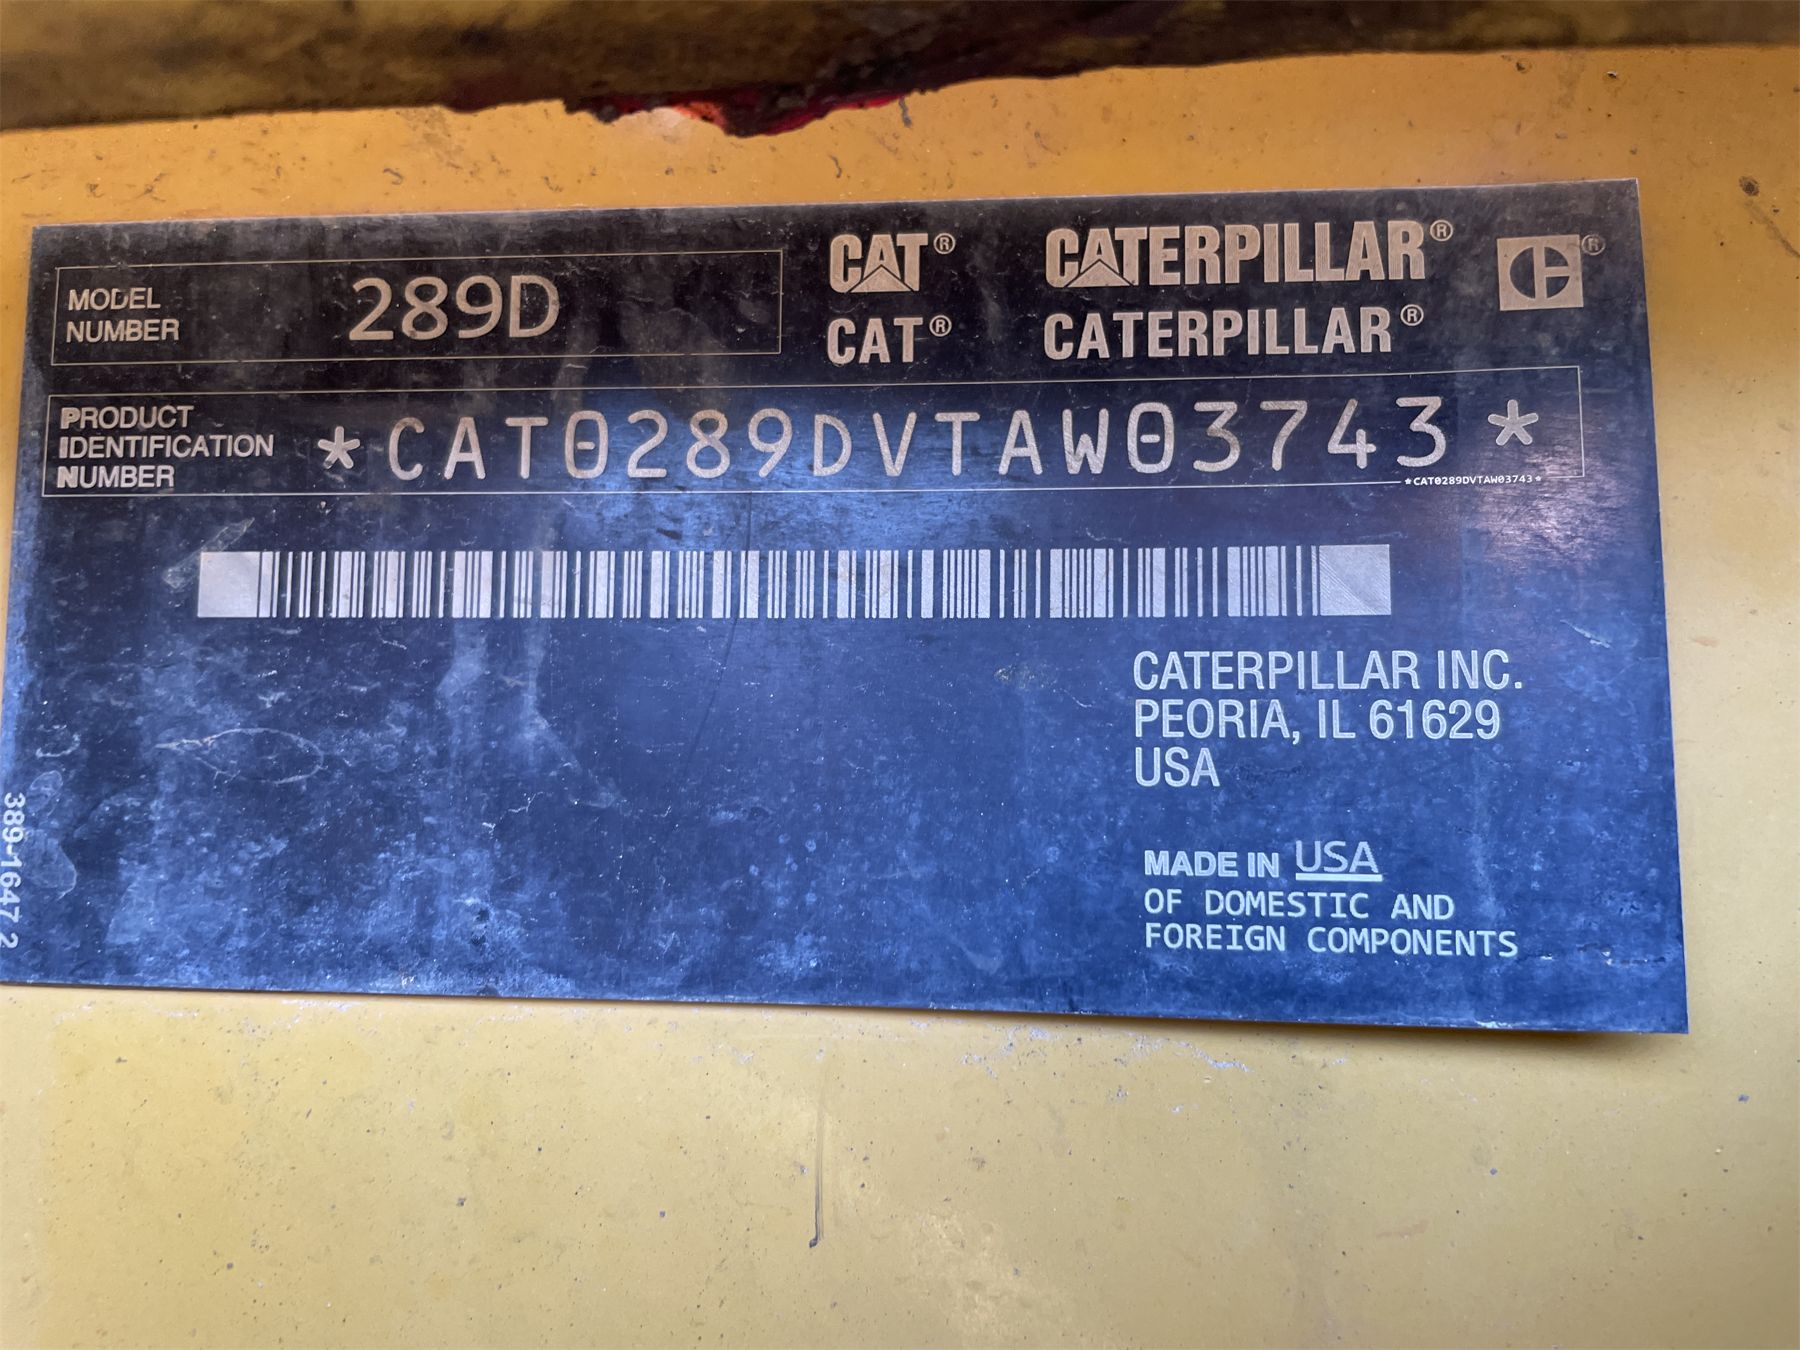 MODEL
NUMBER
289D
CAT® CATERPILLAR®
CAT® CATERPILLAR®
PRODUCT
IDENTIFICATION
NUMBER
*CAT0289DVTAW03743*
*CAT0289DVTAW03743*
CATERPILLAR INC.
PEORIA, IL 61629
USA
MADE IN USA
OF DOMESTIC AND
FOREIGN COMPONENTS
389-1647 2